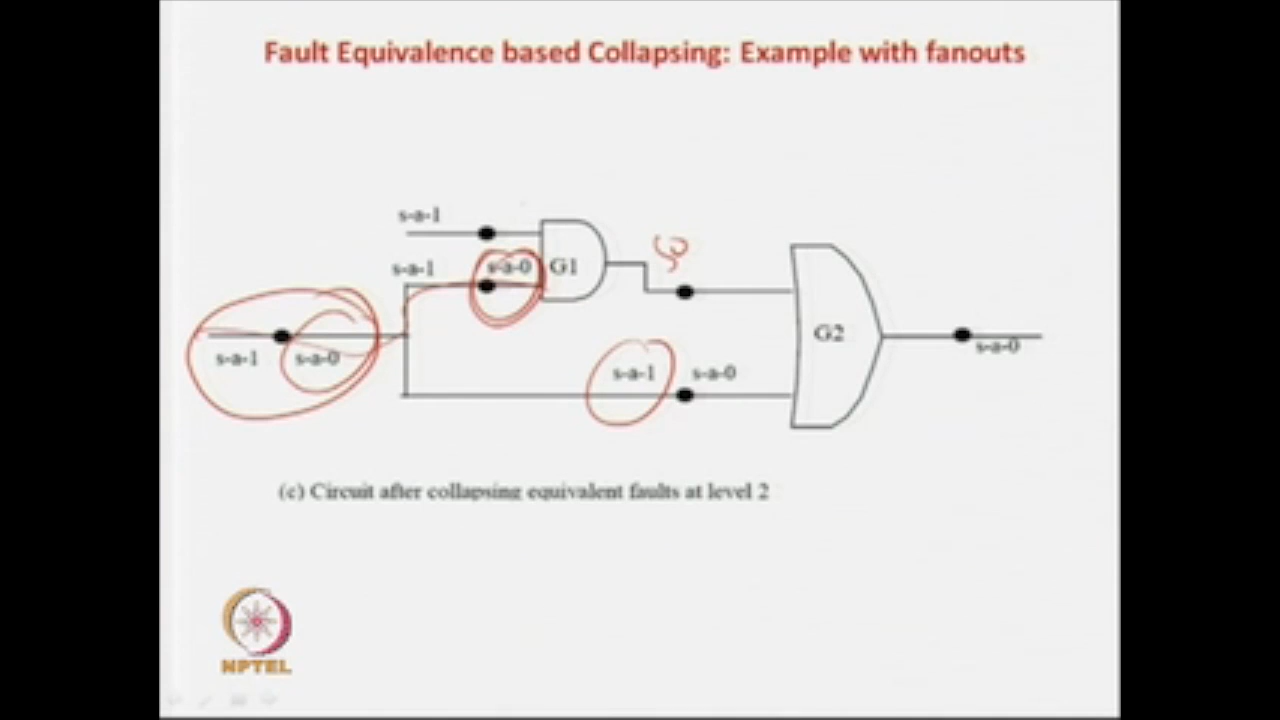 Fault Equivalence based Collapsing: Example with fanouts
s-a-1
s-a-1 s-a-0 G1
s-a-1 s-a-0
G2
s-a-0
s-a-1 s-a-0
(c) Circuit after collapsing equivalent faults at level 2
NPTEL